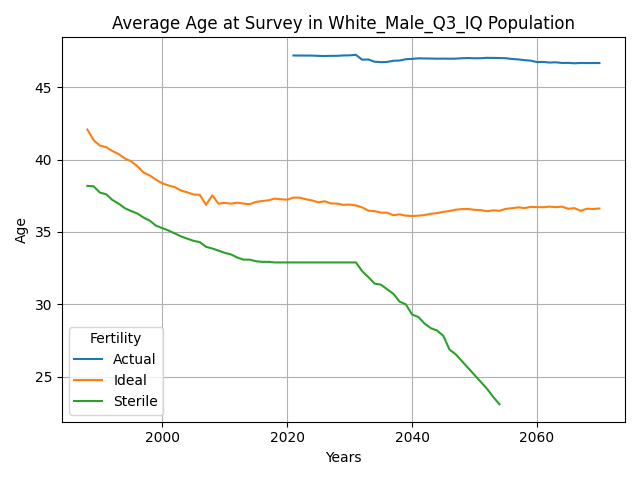 Average Age at Survey in White_Male_Q3_IQ Population
Age
45
40
35
30
25
Fertility
Actual
Ideal
Sterile
2000
2020
2040
2060
Years